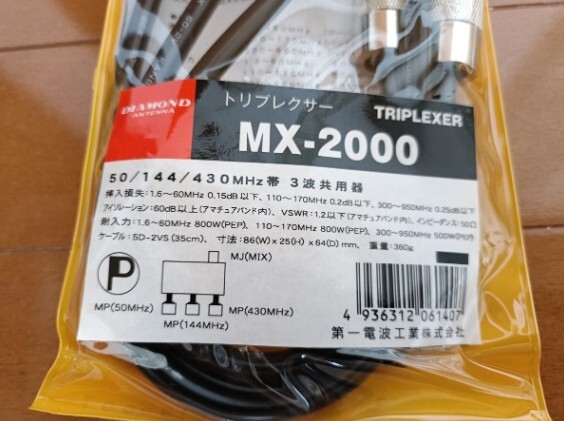 DIAMOND
ANTENNA
トリプレクサー
TRIPLEXER
MX-2000
50/144/430MHz帯 3波共用器
挿入損失:1.6~60MHz 0.15dB以下、110~170MHz 0.2dB以下、300~950MHz 0.25dB以下
アイソレーション:60dB以上(アマチュアバンド内)、VSWR:1.2以下(アマチュアバンド内)、インピーダンス:50Ω
耐入力:1.6~60MHz 800W(PEP)、110~170MHz 800W(PEP)、300~950MHz 500W(PEP)
ケーブル:5D-2VS(35cm)、寸法:86(W)×25(H)×64(D)mm、重量:360g
P
MJ(MIX)
MP(50MHz)
MP(430MHz)
MP(144MHz)
4 936312 061407
第一電波工業株式会社